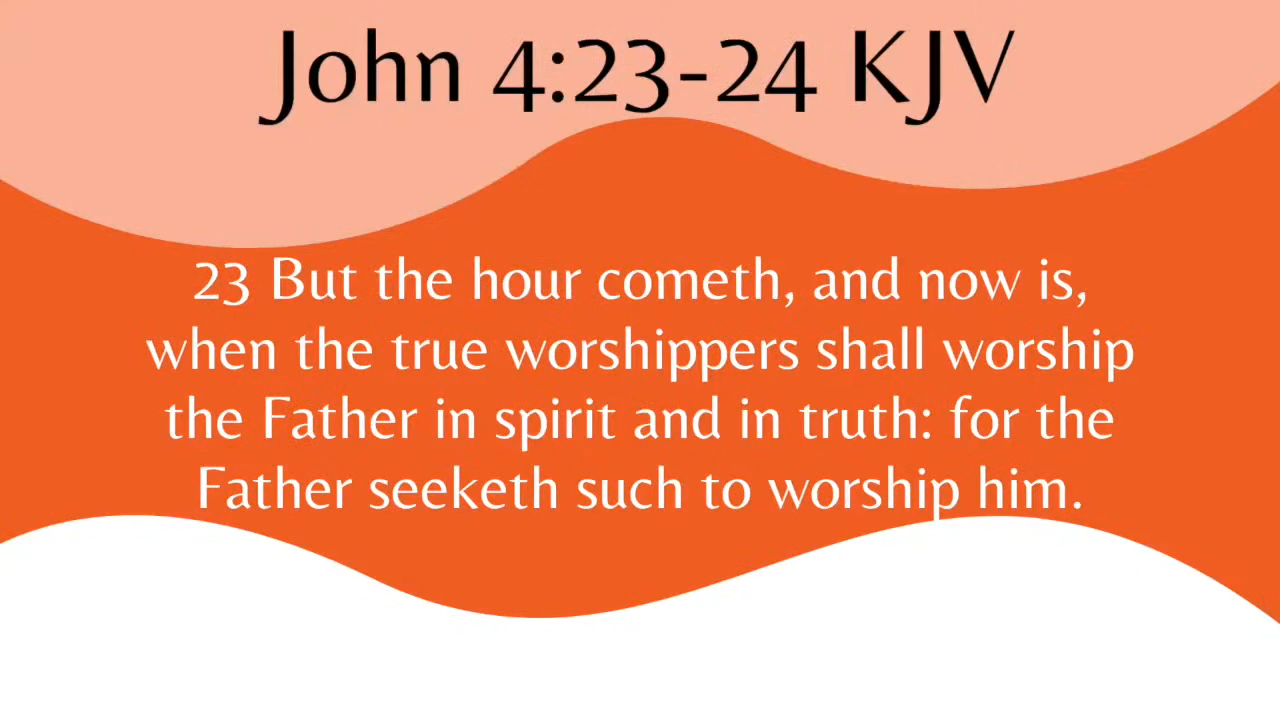 John 4:23-24 KJV
23 But the hour cometh, and now is,
when the true worshippers shall worship
the Father in spirit and in truth: for the
Father seeketh such to worship him.